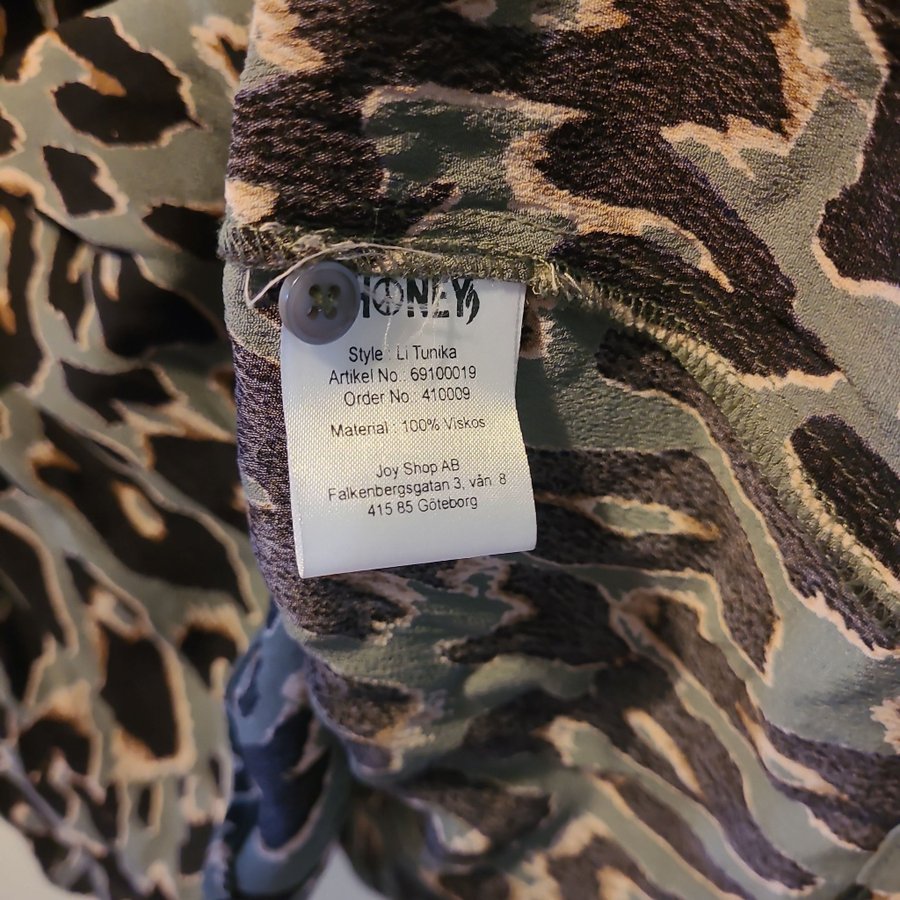 HONEY
Style : Li Tunika
Artikel No.: 69100019
Order No 410009
Material : 100% Viskos
Joy Shop AB
Falkenbergsgatan 3, vån. 8
415 85 Göteborg